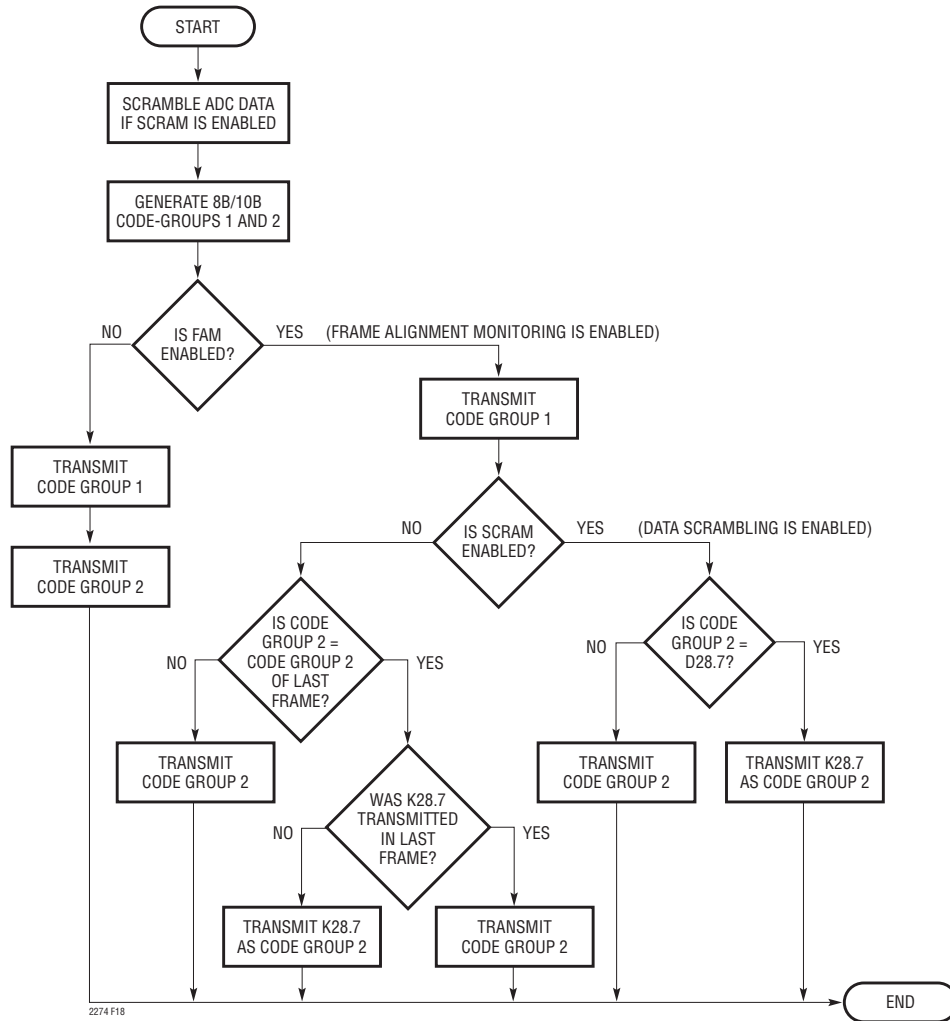 START
SCRAMBLE ADC DATA
IF SCRAM IS ENABLED
GENERATE 8B/10B
CODE-GROUPS 1 AND 2
NO
IS FAM
ENABLED?
YES
(FRAME ALIGNMENT MONITORING IS ENABLED)
TRANSMIT
CODE GROUP 1
TRANSMIT
CODE GROUP 1
TRANSMIT
CODE GROUP 2
NO
IS SCRAM
ENABLED?
YES
(DATA SCRAMBLING IS ENABLED)
IS CODE
GROUP 2 =
CODE GROUP 2
OF LAST
FRAME?
NO
YES
IS CODE
GROUP 2 =
D28.7?
NO
YES
TRANSMIT
CODE GROUP 2
WAS K28.7
TRANSMITTED
IN LAST
FRAME?
NO
YES
TRANSMIT
CODE GROUP 2
TRANSMIT K28.7
AS CODE GROUP 2
TRANSMIT K28.7
AS CODE GROUP 2
TRANSMIT
CODE GROUP 2
END
2274 F18